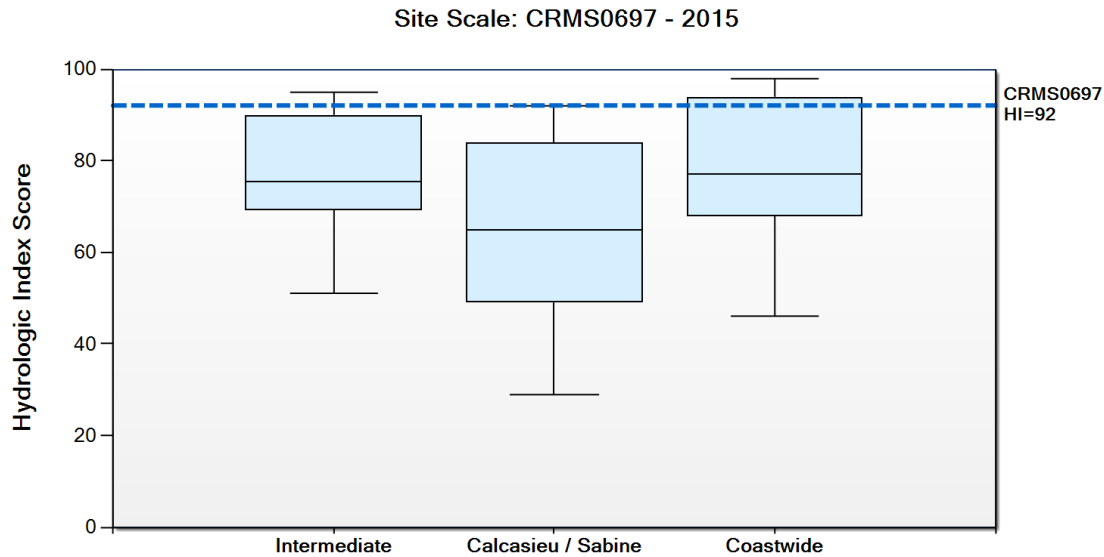 Site Scale: CRMS0697 - 2015
100
80
60
40
20
0
Hydrologic Index Score
CRMS0697
HI=92
Intermediate
Calcasieu / Sabine
Coastwide